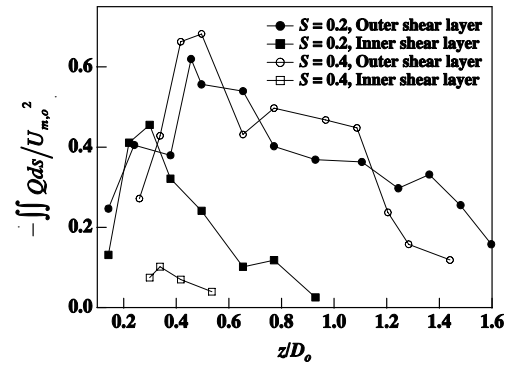 S = 0.2, Outer shear layer
S = 0.2, Inner shear layer
S = 0.4, Outer shear layer
S = 0.4, Inner shear layer
−∬ Qds/U_{m,o}^2
0.6
0.4
0.2
0.0
0.2 0.4 0.6 0.8 1.0 1.2 1.4 1.6
z/D_o